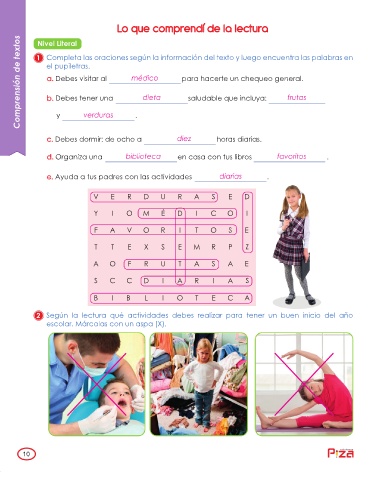 Lo que comprendí de la lectura
Comprensión de textos
Nivel Literal
1 Completa las oraciones según la información del texto y luego encuentra las palabras en
el pupiletras.
a. Debes visitar al médico para hacerte un chequeo general.
b. Debes tener una dieta saludable que incluya: frutas
y verduras .
c. Debes dormir: de ocho a diez horas diarias.
d. Organiza una biblioteca en casa con tus libros favoritos .
e. Ayuda a tus padres con las actividades diarias .
V E R D U R A S E D
Y I O M É D I C O I
F A V O R I T O S E
T T E X S E M R P Z
A O F R U T A S A E
S C C D I A R I A S
B I B L I O T E C A
2 Según la lectura qué actividades debes realizar para tener un buen inicio del año
escolar. Márcalas con un aspa (X).
10
Piza